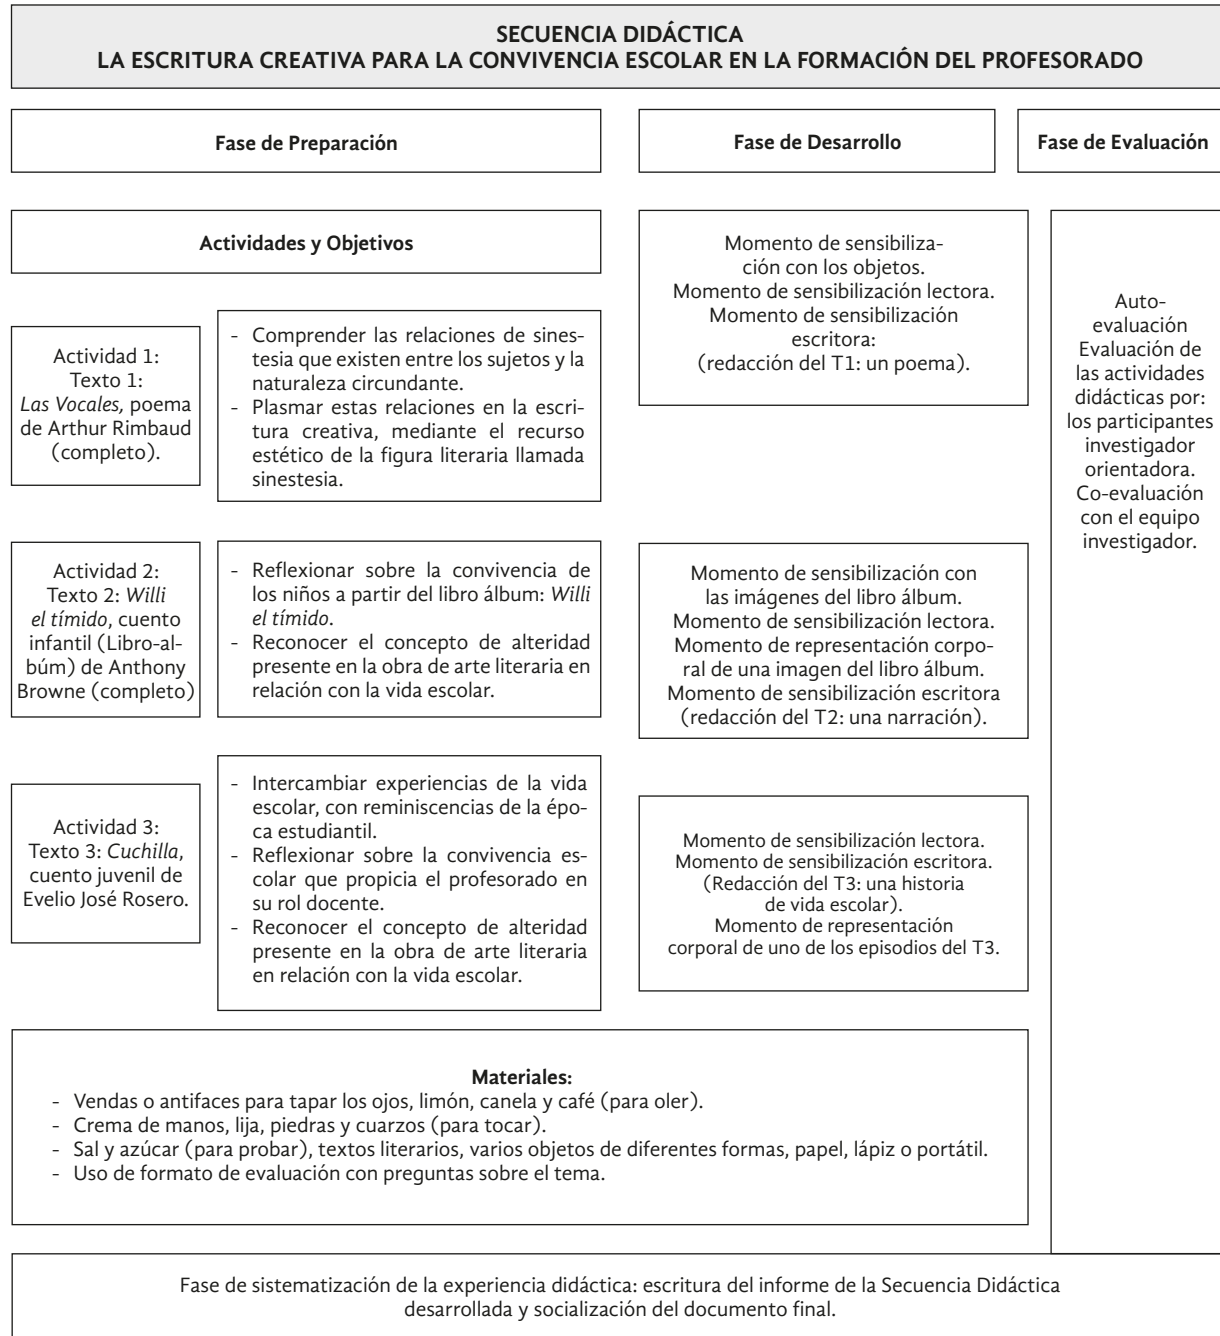 SECUENCIA DIDÁCTICA
LA ESCRITURA CREATIVA PARA LA CONVIVENCIA ESCOLAR EN LA FORMACIÓN DEL PROFESORADO
Fase de Preparación
Fase de Desarrollo
Fase de Evaluación
Actividades y Objetivos
Actividad 1:
Texto 1:
Las Vocales, poema
de Arthur Rimbaud
(completo).
- Comprender las relaciones de sines-
tesia que existen entre los sujetos y la
naturaleza circundante.
- Plasmar estas relaciones en la escri-
tura creativa, mediante el recurso
estético de la figura literaria llamada
sinestesia.
Momento de sensibiliza-
ción con los objetos.
Momento de sensibilización lectora.
Momento de sensibilización
escritora:
(redacción del T1: un poema).
Auto-
evaluación
Evaluación de
las actividades
didácticas por:
los participantes
investigador
orientadora.
Co-evaluación
con el equipo
investigador.
Actividad 2:
Texto 2: Willi
el tímido, cuento
infantil (Libro-al-
búm) de Anthony
Browne (completo)
- Reflexionar sobre la convivencia de
los niños a partir del libro álbum: Willi
el tímido.
- Reconocer el concepto de alteridad
presente en la obra de arte literaria en
relación con la vida escolar.
Momento de sensibilización con
las imágenes del libro álbum.
Momento de sensibilización lectora.
Momento de representación corpo-
ral de una imagen del libro álbum.
Momento de sensibilización escritora
(redacción del T2: una narración).
Actividad 3:
Texto 3: Cuchilla,
cuento juvenil de
Evelio José Rosero.
- Intercambiar experiencias de la vida
escolar, con reminiscencias de la épo-
ca estudiantil.
- Reflexionar sobre la convivencia es-
colar que propicia el profesorado en
su rol docente.
- Reconocer el concepto de alteridad
presente en la obra de arte literaria
en relación con la vida escolar.
Momento de sensibilización lectora.
Momento de sensibilización escritora.
(Redacción del T3: una historia
de vida escolar).
Momento de representación
corporal de uno de los episodios del T3.
Materiales:
- Vendas o antifaces para tapar los ojos, limón, canela y café (para oler).
- Crema de manos, lija, piedras y cuarzos (para tocar).
- Sal y azúcar (para probar), textos literarios, varios objetos de diferentes formas, papel, lápiz o portátil.
- Uso de formato de evaluación con preguntas sobre el tema.
Fase de sistematización de la experiencia didáctica: escritura del informe de la Secuencia Didáctica
desarrollada y socialización del documento final.